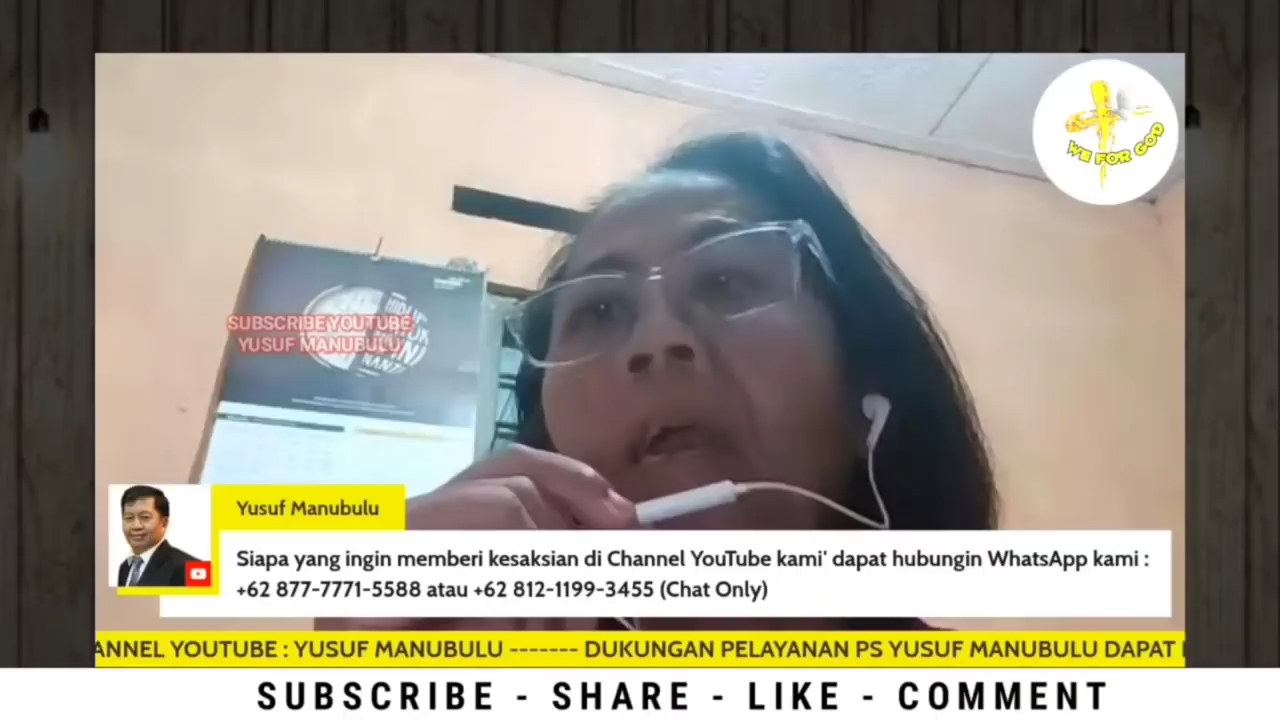 WE FOR GOD
SUBSCRIBE YOUTUBE
YUSUF MANUBULU
Yusuf Manubulu
Siapa yang ingin memberi kesaksian di Channel YouTube kami' dapat hubungin WhatsApp kami :
+62 877-7771-5588 atau +62 812-1199-3455 (Chat Only)
ANNEL YOUTUBE : YUSUF MANUBULU ------- DUKUNGAN PELAYANAN PS YUSUF MANUBULU DAPAT
SUBSCRIBE - SHARE - LIKE - COMMENT